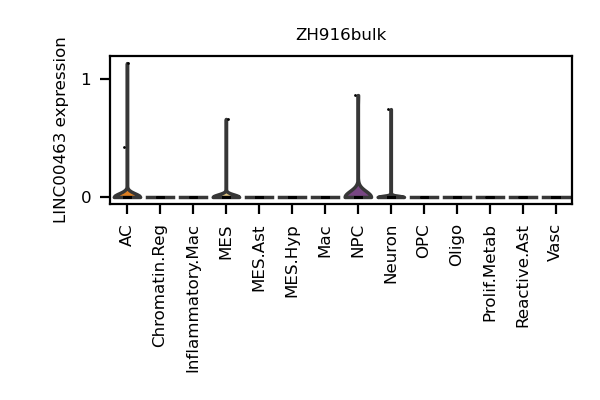 ZH916bulk
LINC00463 expression
1
0
AC
Chromatin.Reg
Inflammatory.Mac
MES
MES.Ast
MES.Hyp
Mac
NPC
Neuron
OPC
Oligo
Prolif.Metab
Reactive.Ast
Vasc